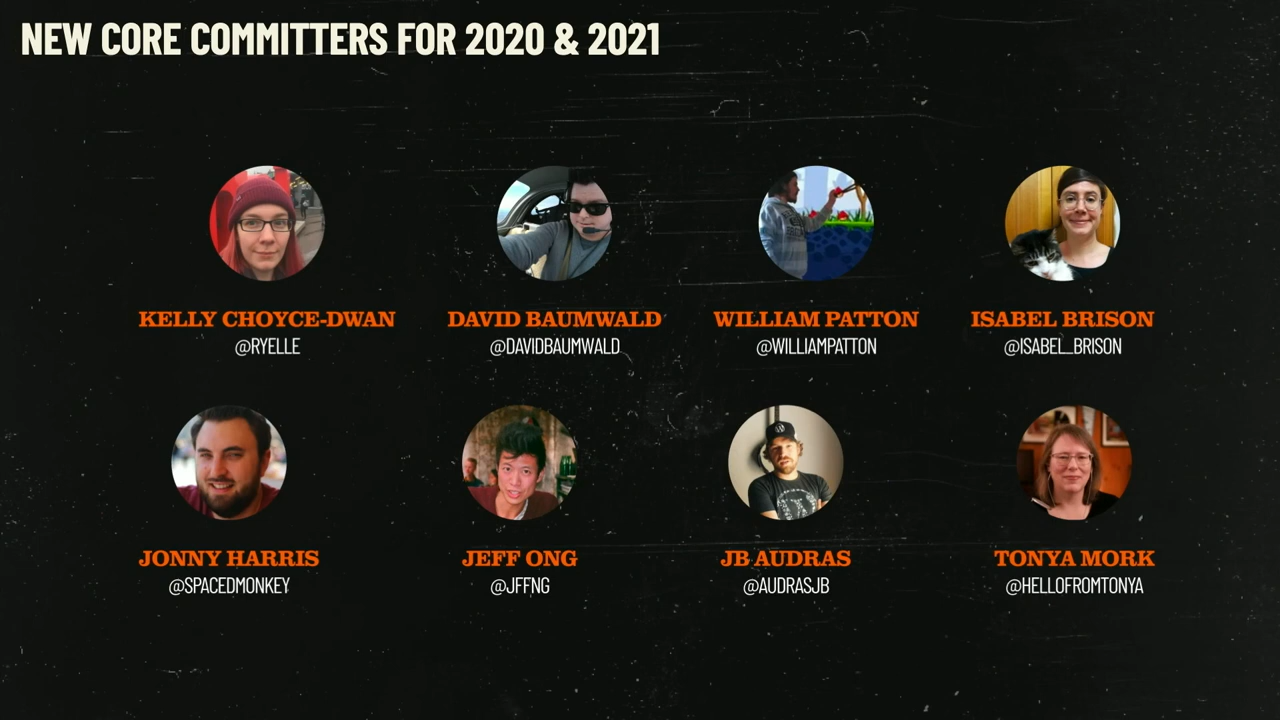 NEW CORE COMMITTERS FOR 2020 & 2021
KELLY CHOYCE-DWAN
@RYELLE
DAVID BAUMWALD
@DAVIDBAUMWALD
WILLIAM PATTON
@WILLIAMPATTON
ISABEL BRISON
@ISABEL_BRISON
JONNY HARRIS
@SPACEDMONKEY
JEFF ONG
@JFFNG
JB AUDRAS
@AUDRASJB
TONYA MORK
@HELLOFROMTONYA